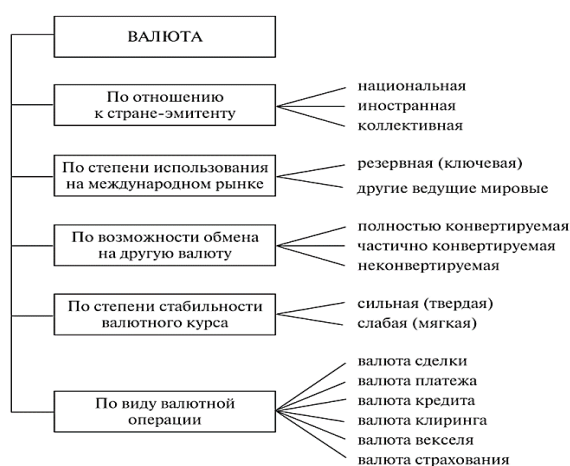 ВАЛЮТА
По отношению
к стране-эмитенту
национальная
иностранная
коллективная
По степени использования
на международном рынке
резервная (ключевая)
другие ведущие мировые
По возможности обмена
на другую валюту
полностью конвертируемая
частично конвертируемая
неконвертируемая
По степени стабильности
валютного курса
сильная (твердая)
слабая (мягкая)
По виду валютной
операции
валюта сделки
валюта платежа
валюта кредита
валюта клиринга
валюта векселя
валюта страхования